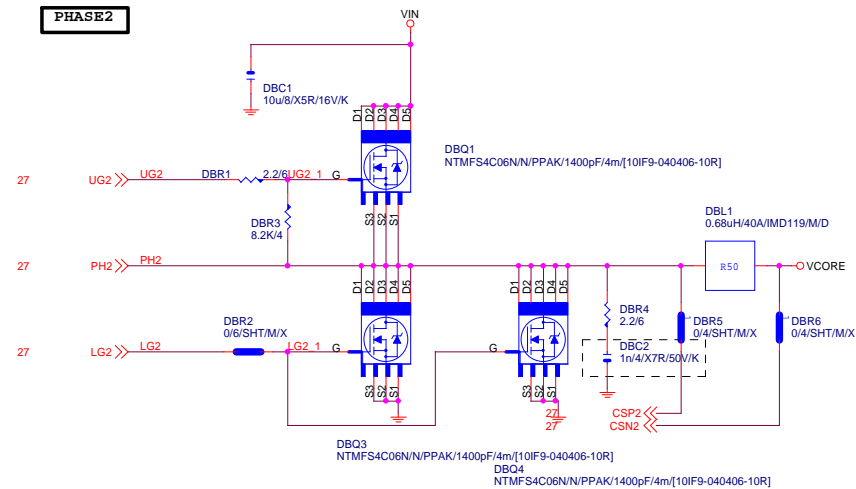 PHASE2
VIN
DBC1
10u/8/X5R/16V/K
D1 D2 D3 D4 D5
DBQ1
NTMFS4C06N/N/PPAK/1400pF/4m/[10IF9-040406-10R]
27 UG2 UG2 DBR1 2.2/6 UG2_1 G
S3 S2 S1
DBR3
8.2K/4
DBL1
0.68uH/40A/IMD119/M/D
27 PH2 PH2
R50
VCORE
D1 D2 D3 D4 D5
D1 D2 D3 D4 D5
DBR2
0/6/SHT/M/X
DBR4
2.2/6
DBR5
0/4/SHT/M/X
DBR6
0/4/SHT/M/X
27 LG2 LG2 LG2_1 G
G
DBC2
1n/4/X7R/50V/K
S3 S2 S1
S3 S2 S1
27 CSP2
27 CSN2
DBQ3
NTMFS4C06N/N/PPAK/1400pF/4m/[10IF9-040406-10R]
DBQ4
NTMFS4C06N/N/PPAK/1400pF/4m/[10IF9-040406-10R]